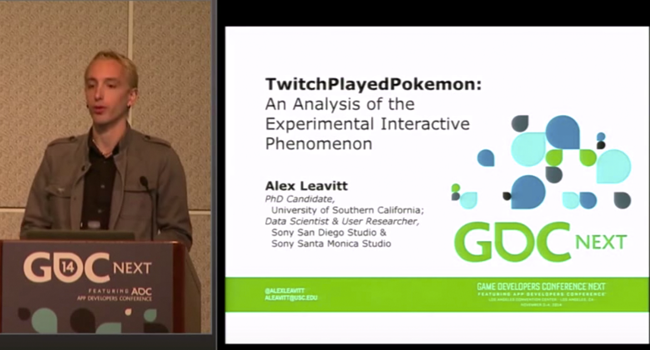 TwitchPlayedPokemon:
An Analysis of the
Experimental Interactive
Phenomenon
Alex Leavitt
PhD Candidate,
University of Southern California;
Data Scientist & User Researcher,
Sony San Diego Studio &
Sony Santa Monica Studio
GDC NEXT
@ALEXLEAVITT
ALEAVITT@USC.EDU
GAME DEVELOPERS CONFERENCE NEXT
FEATURING APP DEVELOPERS CONFERENCE
GDC 14 NEXT
FEATURING ADC
APP DEVELOPERS CONFERENCE